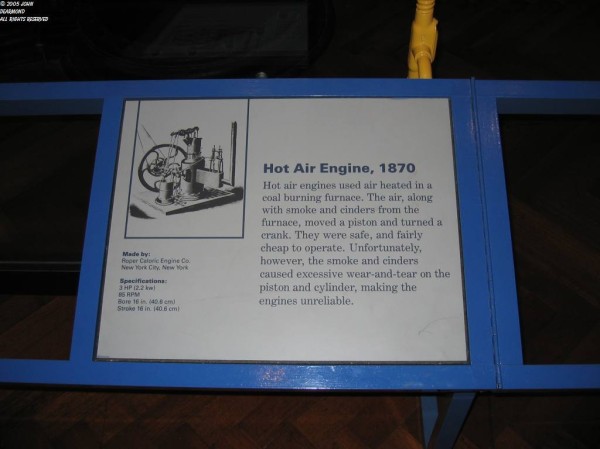 © 2005 JOHN
DEARMOND
ALL RIGHTS RESERVED
Hot Air Engine, 1870
Hot air engines used air heated in a
coal burning furnace. The air, along
with smoke and cinders from the
furnace, moved a piston and turned a
crank. They were safe, and fairly
cheap to operate. Unfortunately,
however, the smoke and cinders
caused excessive wear-and-tear on the
piston and cylinder, making the
engines unreliable.
Made by:
Roper Caloric Engine Co.
New York City, New York
Specifications:
3 HP (2.2 kw)
85 RPM
Bore 16 in. (40.6 cm)
Stroke 16 in. (40.6 cm)